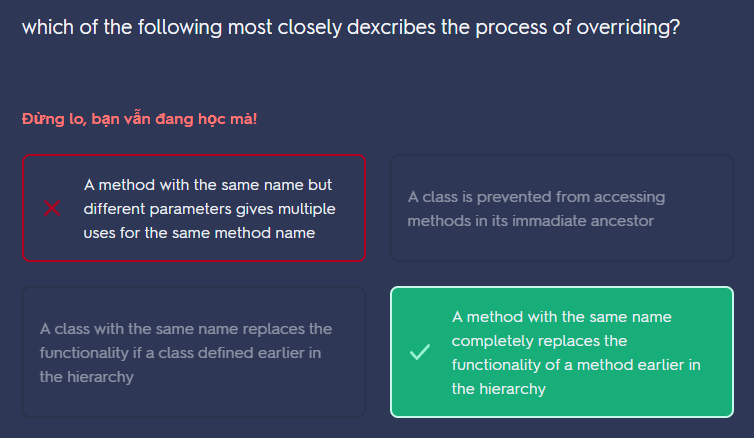 which of the following most closely dexcribes the process of overriding?
Đừng lo, bạn vẫn đang học mà!
A method with the same name but
different parameters gives multiple
uses for the same method name
A class is prevented from accessing
methods in its immadiate ancestor
A class with the same name replaces the
functionality if a class defined earlier in
the hierarchy
A method with the same name
completely replaces the
functionality of a method earlier in
the hierarchy